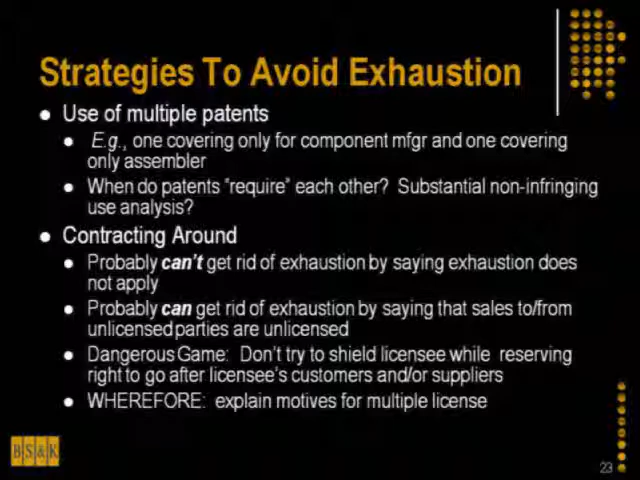 Strategies To Avoid Exhaustion
Use of multiple patents
E.g., one covering only for component mfgr and one covering
only assembler
When do patents "require" each other? Substantial non-infringing
use analysis?
Contracting Around
Probably can't get rid of exhaustion by saying exhaustion does
not apply
Probably can get rid of exhaustion by saying that sales to/from
unlicensed parties are unlicensed
Dangerous Game: Don't try to shield licensee while reserving
right to go after licensee's customers and/or suppliers
WHEREFORE: explain motives for multiple license
BS&K
23